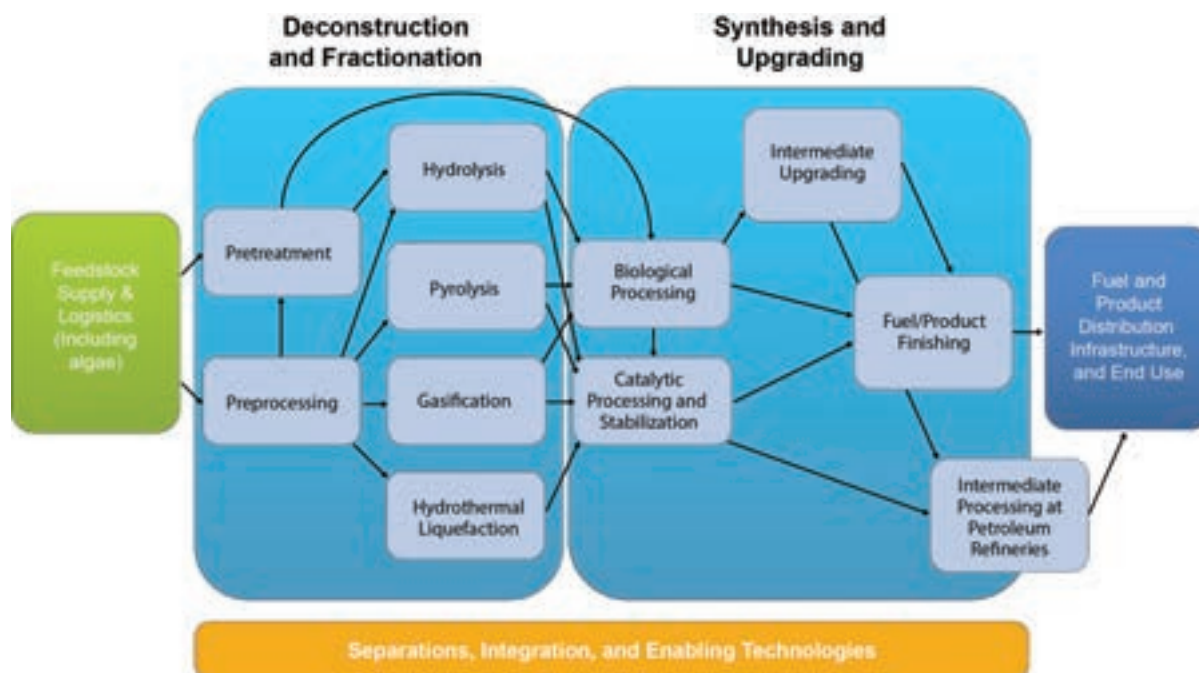 Deconstruction
and Fractionation
Synthesis and
Upgrading
Feedstock
Supply &
Logistics
(Including
algae)
Pretreatment
Preprocessing
Hydrolysis
Pyrolysis
Gasification
Hydrothermal
Liquefaction
Biological
Processing
Catalytic
Processing and
Stabilization
Intermediate
Upgrading
Fuel/Product
Finishing
Intermediate
Processing at
Petroleum
Refineries
Fuel and
Product
Distribution
Infrastructure,
and End Use
Separations, Integration, and Enabling Technologies